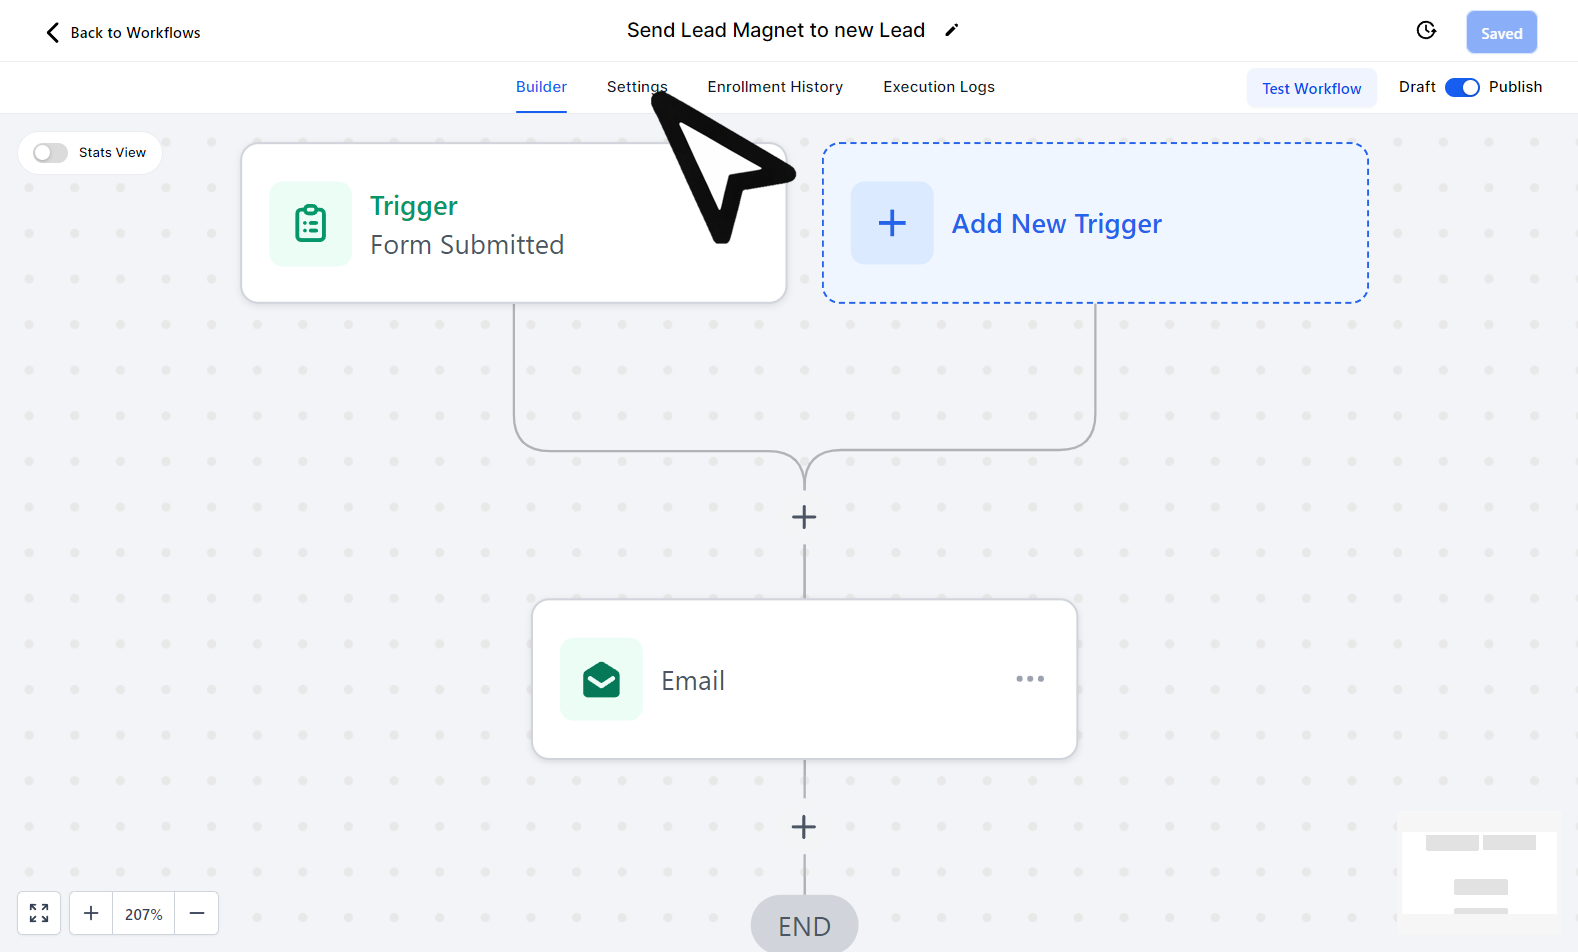 Back to Workflows
Send Lead Magnet to new Lead
Saved
Builder
Settings
Enrollment History
Execution Logs
Test Workflow
Draft
Publish
Stats View
Trigger
Form Submitted
Add New Trigger
Email
207%
END